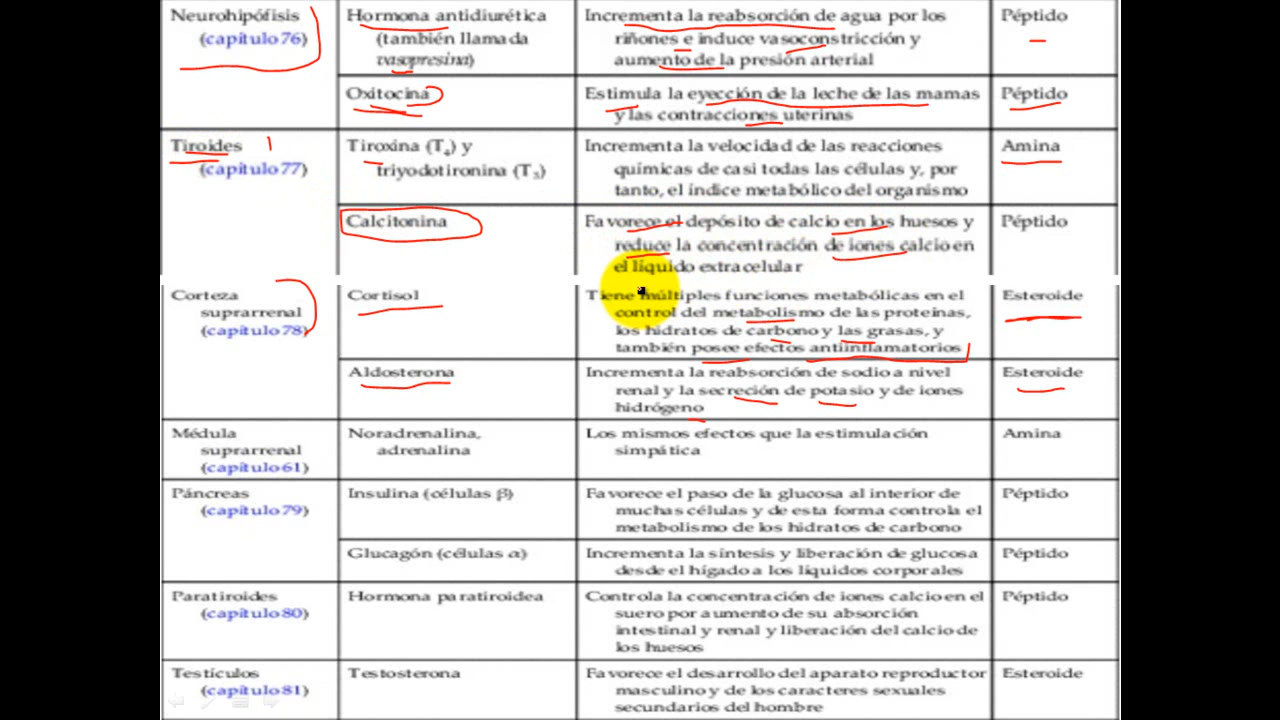 Neurohipófisis
(capítulo 76)
Hormona antidiurética
(también llamada
vasopresina)
Incrementa la reabsorción de agua por los
riñones e induce vasoconstricción y
aumento de la presión arterial
Péptido
Oxitocina
Estimula la eyección de la leche de las mamas
y las contracciones uterinas
Péptido
Tiroides
(capítulo 77)
Tiroxina (T4) y
triyodotironina (T3)
Incrementa la velocidad de las reacciones
químicas de casi todas las células y, por
tanto, el índice metabólico del organismo
Amina
Calcitonina
Favorece el depósito de calcio en los huesos y
reduce la concentración de iones calcio en
el líquido extracelular
Péptido
Corteza
suprarrenal
(capítulo 78)
Cortisol
Tiene múltiples funciones metabólicas en el
control del metabolismo de las proteínas,
los hidratos de carbono y las grasas, y
también posee efectos antiinflamatorios
Esteroide
Aldosterona
Incrementa la reabsorción de sodio a nivel
renal y la secreción de potasio y de iones
hidrógeno
Esteroide
Médula
suprarrenal
(capítulo 61)
Noradrenalina,
adrenalina
Los mismos efectos que la estimulación
simpática
Amina
Páncreas
(capítulo 79)
Insulina (células β)
Favorece el paso de la glucosa al interior de
muchas células y de esta forma controla el
metabolismo de los hidratos de carbono
Péptido
Glucagón (células α)
Incrementa la síntesis y liberación de glucosa
desde el hígado a los líquidos corporales
Péptido
Paratiroides
(capítulo 80)
Hormona paratiroidea
Controla la concentración de iones calcio en el
suero por aumento de su absorción
intestinal y renal y liberación del calcio de
los huesos
Péptido
Testículos
(capítulo 81)
Testosterona
Favorece el desarrollo del aparato reproductor
masculino y de los caracteres sexuales
secundarios del hombre
Esteroide